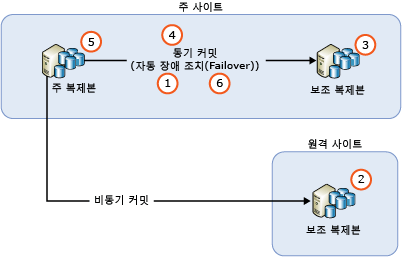 주 사이트
5
4
동기 커밋
(자동 장애 조치(Failover))
3
주 복제본
1
6
보조 복제본
원격 사이트
2
비동기 커밋
보조 복제본